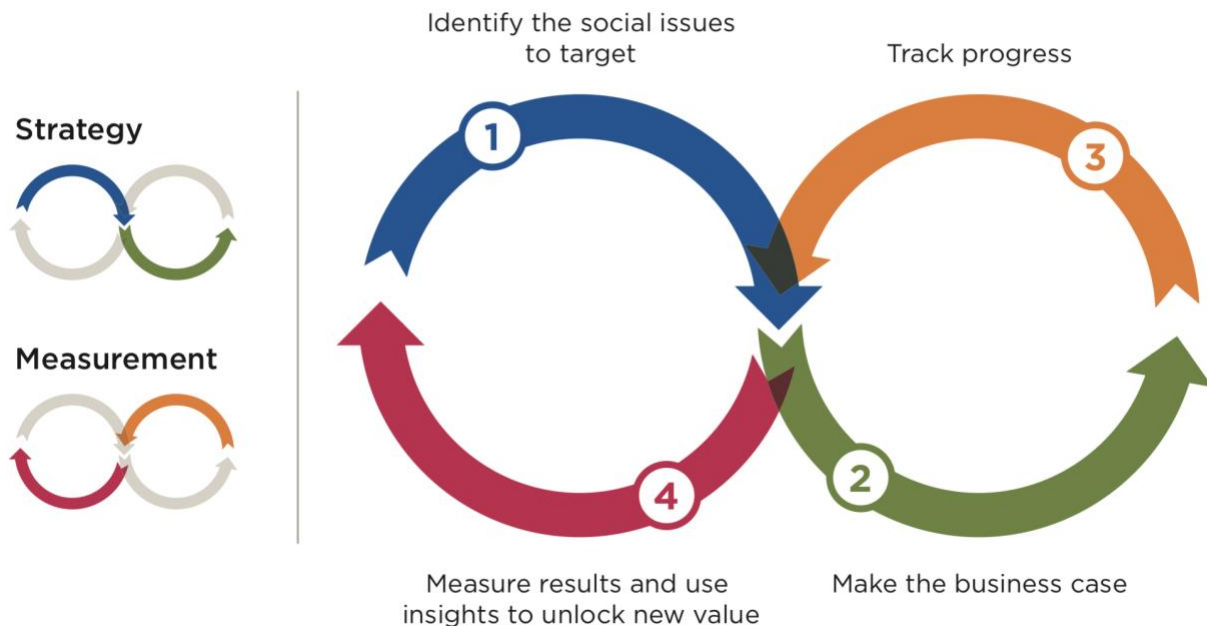 Strategy
Measurement
Identify the social issues
to target
Track progress
1
3
4
2
Measure results and use
insights to unlock new value
Make the business case